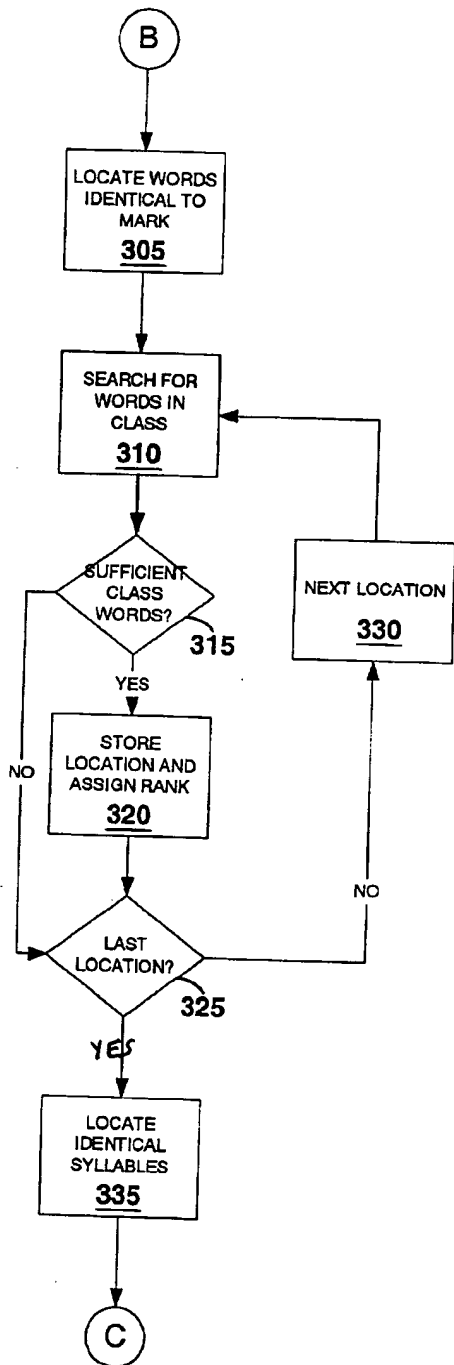 B
LOCATE WORDS
IDENTICAL TO
MARK
305
SEARCH FOR
WORDS IN
CLASS
310
SUFFICIENT
CLASS
WORDS?
315
NEXT LOCATION
330
YES
STORE
LOCATION AND
ASSIGN RANK
320
NO
NO
LAST
LOCATION?
325
YES
LOCATE
IDENTICAL
SYLLABLES
335
C